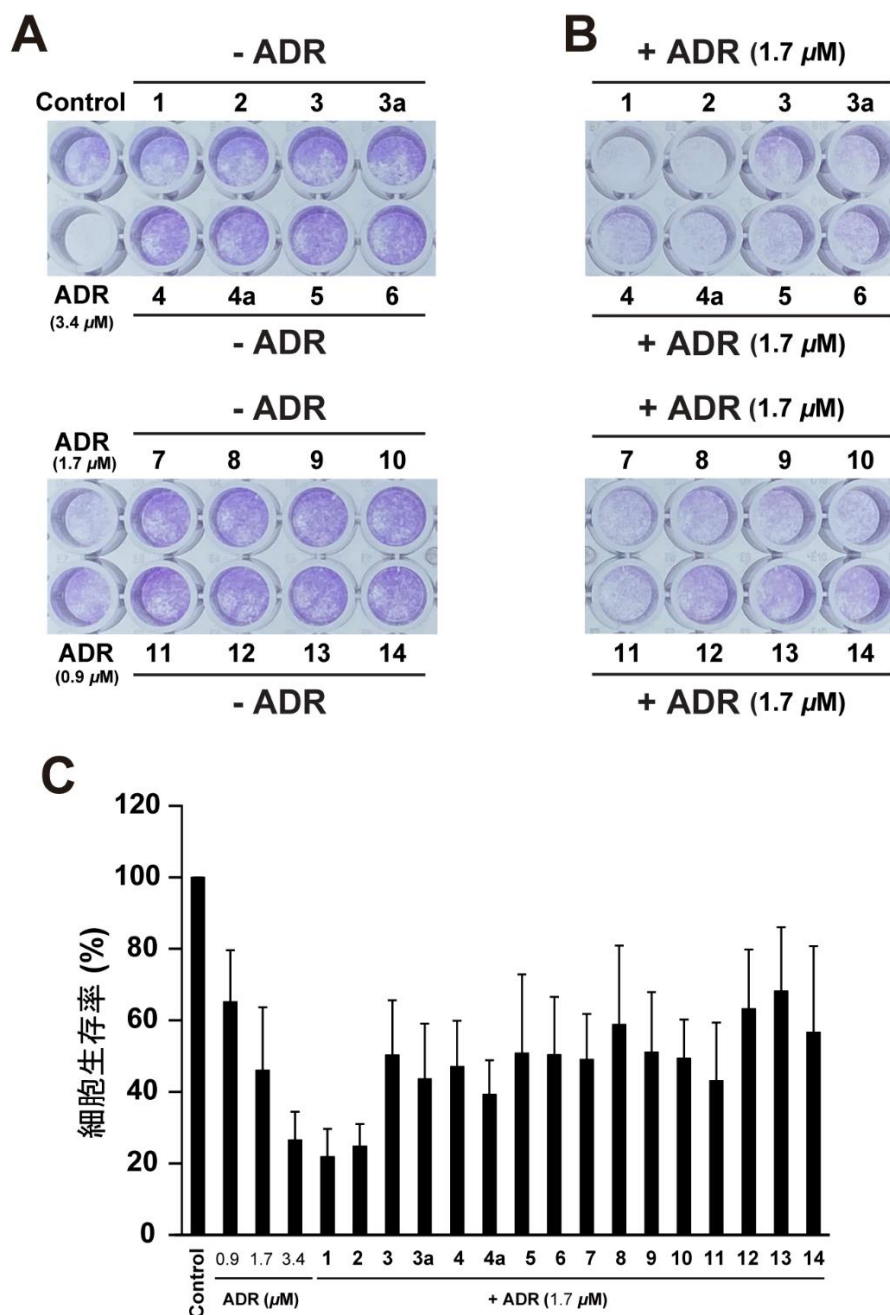 A
B
- ADR
+ ADR (1.7 µM)
Control 1 2 3 3a
1 2 3 3a
ADR 4 4a 5 6
(3.4 µM)
4 4a 5 6
- ADR
+ ADR (1.7 µM)
- ADR
+ ADR (1.7 µM)
ADR
(1.7 µM) 7 8 9 10
7 8 9 10
ADR 11 12 13 14
(0.9 µM)
11 12 13 14
- ADR
+ ADR (1.7 µM)
C
細胞生存率 (%)
120
100
80
60
40
20
0
Control 0.9 1.7 3.4 1 2 3 3a 4 4a 5 6 7 8 9 10 11 12 13 14
ADR (µM) + ADR (1.7 µM)